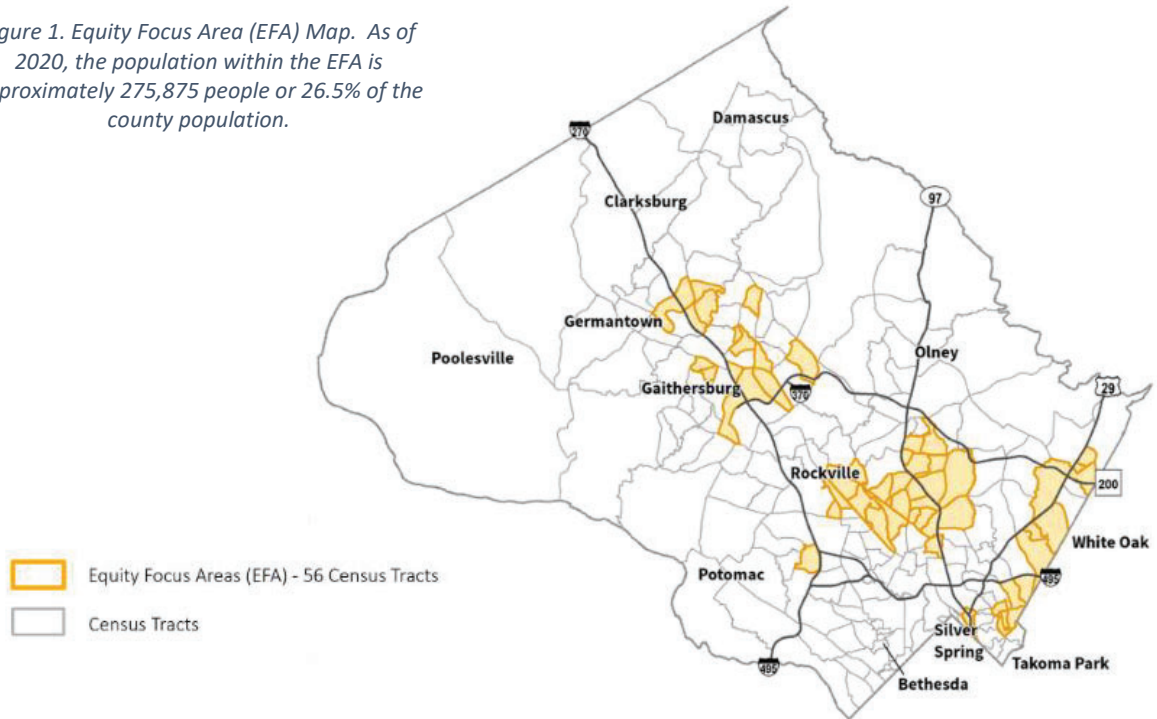 gure 1. Equity Focus Area (EFA) Map. As of
2020, the population within the EFA is
proximately 275,875 people or 26.5% of the
county population.
Damascus
270
Clarksburg
97
Germantown
Olney
Poolesville
29
Gaithersburg
370
Rockville
200
White Oak
Equity Focus Areas (EFA) - 56 Census Tracts
Potomac
495
Census Tracts
Silver
Spring
Takoma Park
495
Bethesda